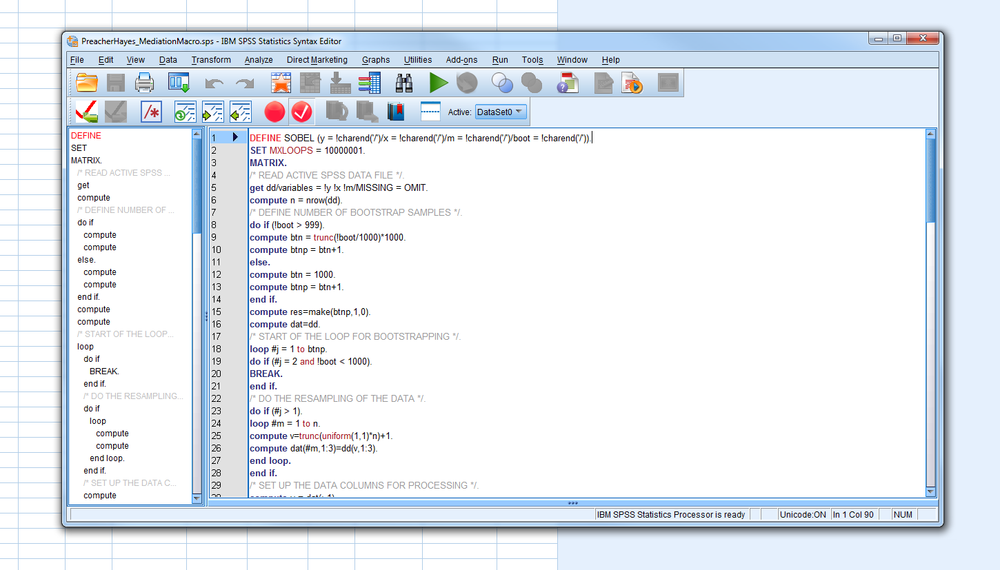 PreacherHayes_MediationMacro.sps - IBM SPSS Statistics Syntax Editor
File Edit View Data Transform Analyze Direct Marketing Graphs Utilities Add-ons Run Tools Window Help
Active: DataSet0
DEFINE
SET
MATRIX.
/* READ ACTIVE SPSS ...
get
compute
/* DEFINE NUMBER OF ...
do if
compute
compute
else.
compute
compute
end if.
compute
compute
/* START OF THE LOOP...
loop
do if
BREAK.
end if.
/* DO THE RESAMPLING...
do if
loop
compute
compute
end loop.
end if.
/* SET UP THE DATA C...
compute
1 DEFINE SOBEL (y = !charend('/')/x = !charend('/')/m = !charend('/')/boot = !charend('/')).
2 SET MXLOOPS = 10000001.
3 MATRIX.
4 /* READ ACTIVE SPSS DATA FILE */.
5 get dd/variables = !y !x !m/MISSING = OMIT.
6 compute n = nrow(dd).
7 /* DEFINE NUMBER OF BOOTSTRAP SAMPLES */.
8 do if (!boot > 999).
9 compute btn = trunc(!boot/1000)*1000.
10 compute btnp = btn+1.
11 else.
12 compute btn = 1000.
13 compute btnp = btn+1.
14 end if.
15 compute res=make(btnp,1,0).
16 compute dat=dd.
17 /* START OF THE LOOP FOR BOOTSTRAPPING */.
18 loop #j = 1 to btnp.
19 do if (#j = 2 and !boot < 1000).
20 BREAK.
21 end if.
22 /* DO THE RESAMPLING OF THE DATA */.
23 do if (#j > 1).
24 loop #m = 1 to n.
25 compute v=trunc(uniform(1,1)*n)+1.
26 compute dat(#m,1:3)=dd(v,1:3).
27 end loop.
28 end if.
29 /* SET UP THE DATA COLUMNS FOR PROCESSING */.
IBM SPSS Statistics Processor is ready Unicode:ON In 1 Col 90 NUM